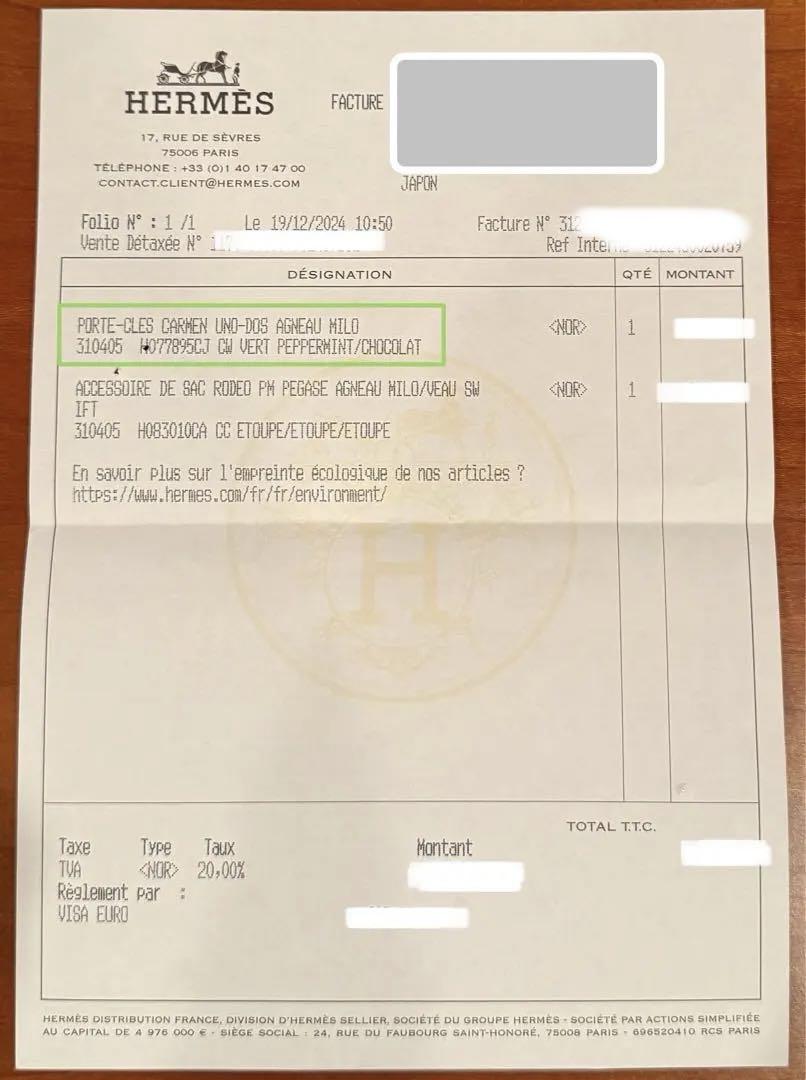 HERMÈS
17, RUE DE SÈVRES
75006 PARIS
TÉLÉPHONE : +33 (0)1 40 17 47 00
CONTACT.CLIENT@HERMES.COM
FACTURE
JAPON
Folio N° : 1 /1 Le 19/12/2024 10:50 Facture N° 312
Vente Détaxée N° Ref Inter
DÉSIGNATION QTÉ MONTANT
PORTE-CLES CARMEN UNO-DOS AGNEAU MILO <NOR> 1
310405 H077895CJ CW VERT PEPPERMINT/CHOCOLAT
ACCESSOIRE DE SAC RODEO PM PEGASE AGNEAU MILO/VEAU SW <NOR> 1
IFT
310405 H083010CA CC ETOUPE/ETOUPE/ETOUPE
En savoir plus sur l'empreinte écologique de nos articles ?
https://www.hermes.com/fr/fr/environment/
H
TOTAL T.T.C.
Taxe Type Taux Montant
TVA <NOR> 20,00%
Règlement par :
VISA EURO
HERMÈS DISTRIBUTION FRANCE, DIVISION D'HERMÈS SELLIER, SOCIÉTÉ DU GROUPE HERMÈS - SOCIÉTÉ PAR ACTIONS SIMPLIFIÉE
AU CAPITAL DE 4 976 000 € - SIÈGE SOCIAL : 24, RUE DU FAUBOURG SAINT-HONORÉ, 75008 PARIS - 696520410 RCS PARIS